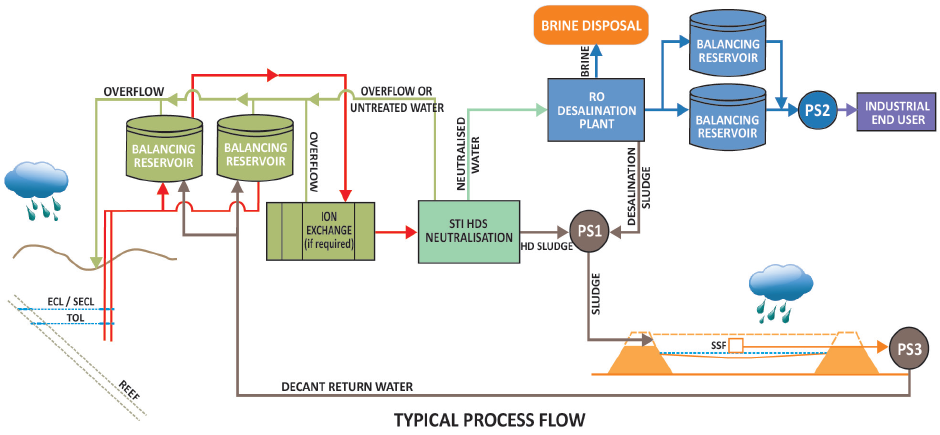 BRINE DISPOSAL
BRINE
BALANCING
RESERVOIR
OVERFLOW
OVERFLOW OR
UNTREATED WATER
RO
DESALINATION
PLANT
BALANCING
RESERVOIR
PS2
INDUSTRIAL
END USER
BALANCING
RESERVOIR
BALANCING
RESERVOIR
OVERFLOW
NEUTRALISED
WATER
DESALINATION
SLUDGE
ION
EXCHANGE
(if required)
STI HDS
NEUTRALISATION
HD SLUDGE
PS1
SLUDGE
ECL / SECL
TOL
REEF
SSF
PS3
DECANT RETURN WATER
TYPICAL PROCESS FLOW